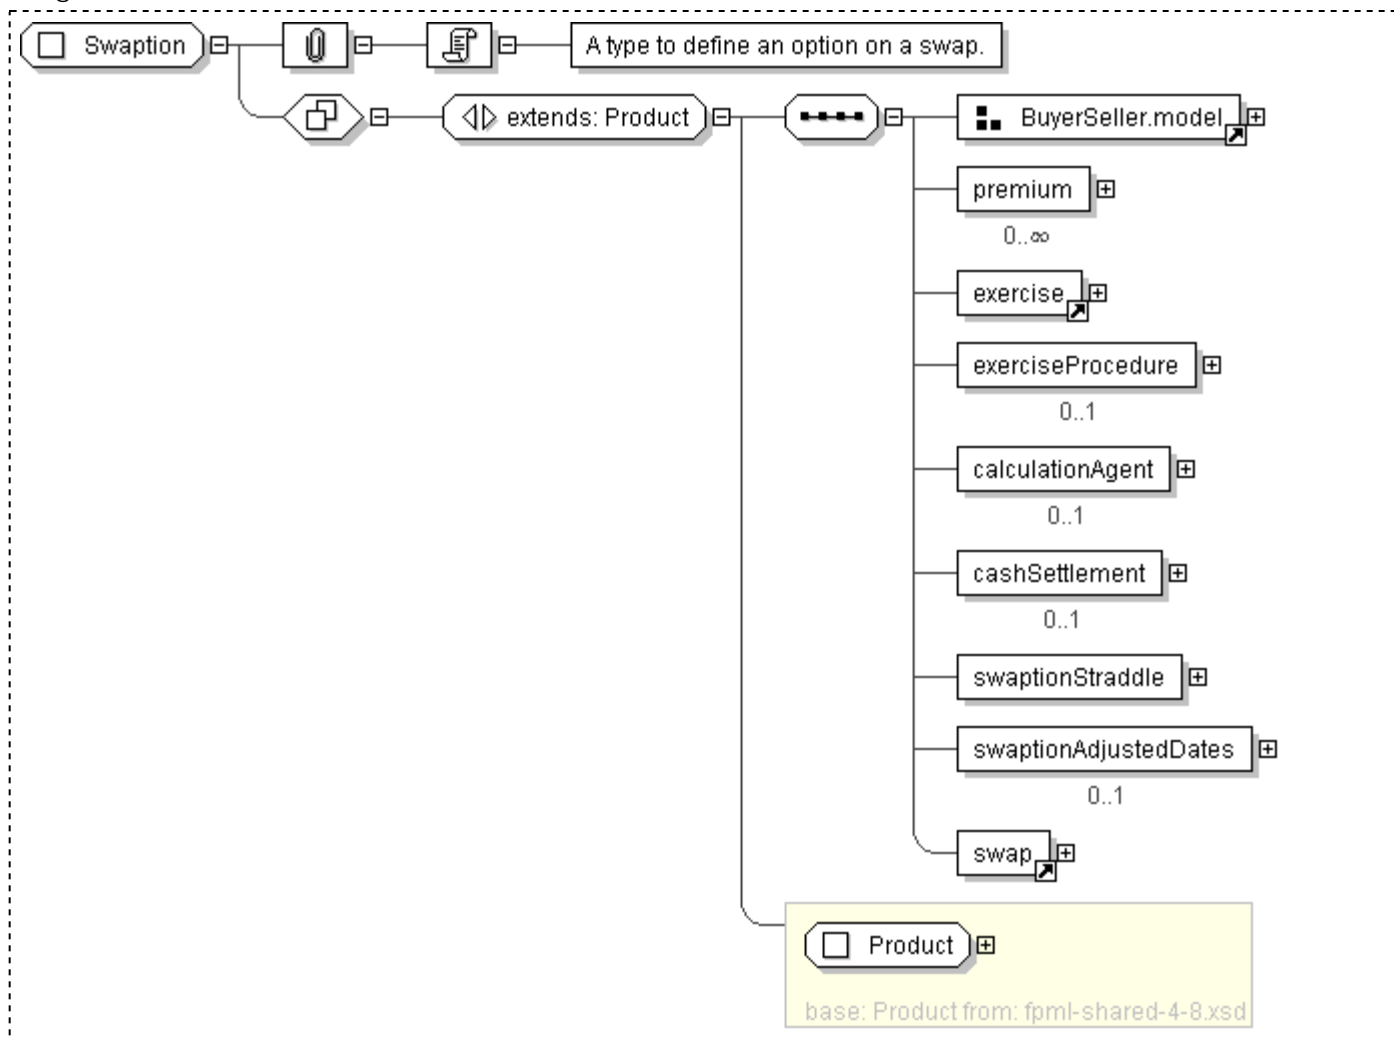 Swaption
A type to define an option on a swap.
extends: Product
BuyerSeller.model
premium
0..∞
exercise
exerciseProcedure
0..1
calculationAgent
0..1
cashSettlement
0..1
swaptionStraddle
swaptionAdjustedDates
0..1
swap
Product
base: Product from: fpml-shared-4-8.xsd